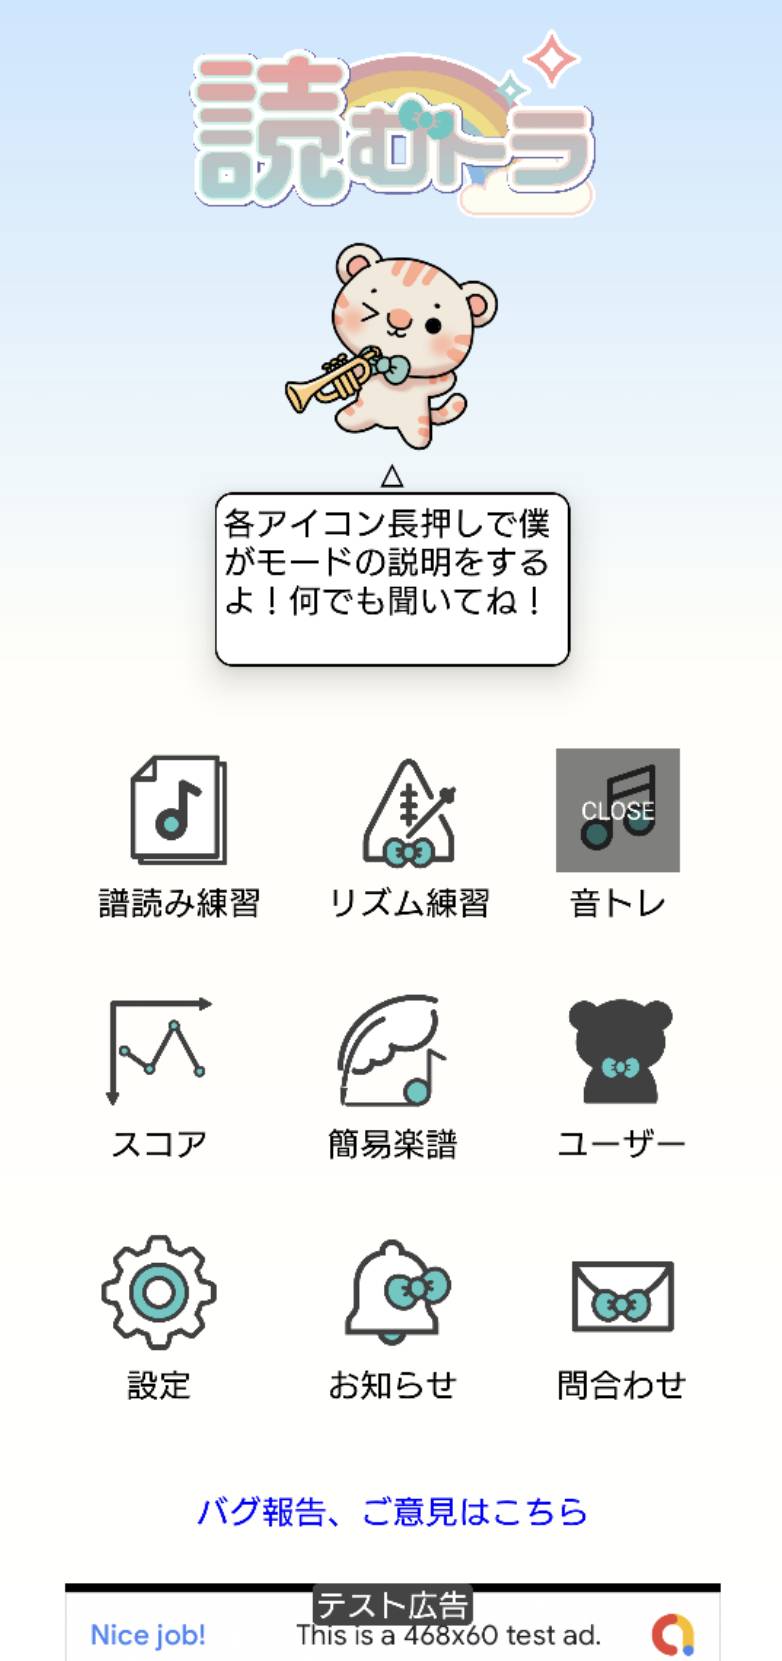 読むトラ
各アイコン長押しで僕
がモードの説明をする
よ！何でも聞いてね！
CLOSE
譜読み練習 リズム練習 音トレ
スコア 簡易楽譜 ユーザー
設定 お知らせ 問合わせ
バグ報告、ご意見はこちら
テスト広告
Nice job! This is a 468x60 test ad.